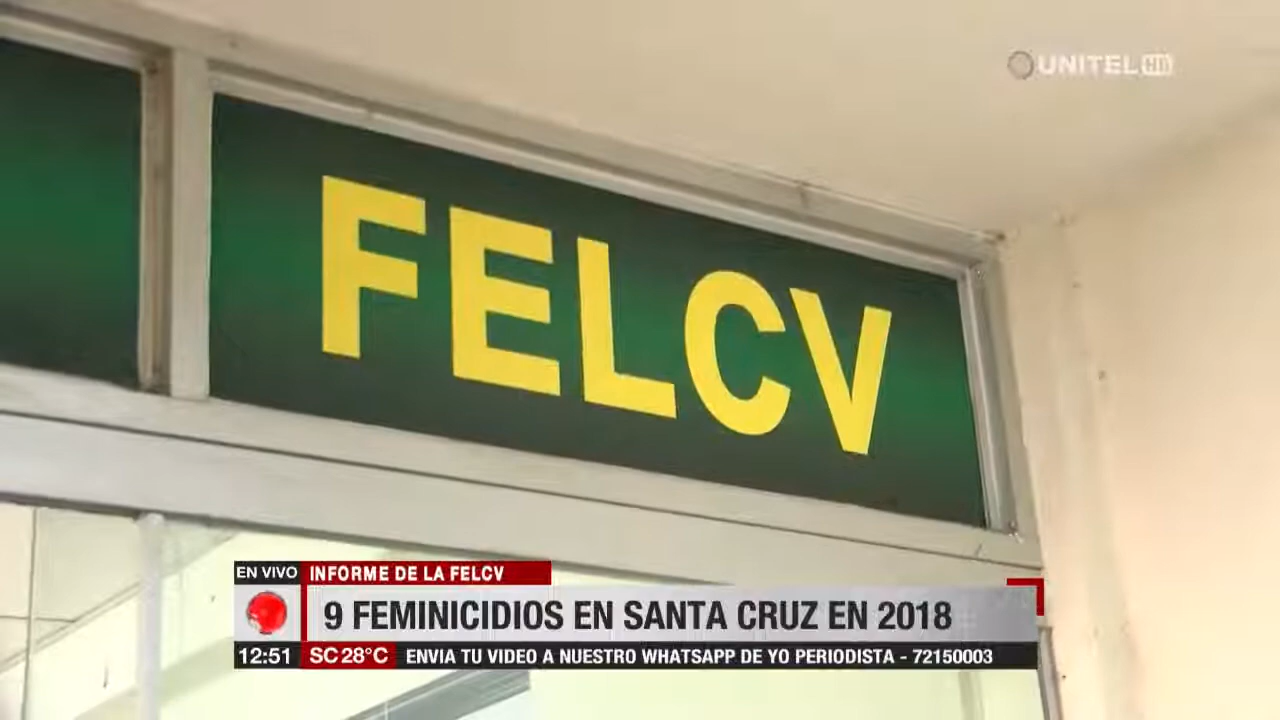 UNITEL HD
FELCV
EN VIVO INFORME DE LA FELCV
9 FEMINICIDIOS EN SANTA CRUZ EN 2018
12:51 SC 28°C ENVIA TU VIDEO A NUESTRO WHATSAPP DE YO PERIODISTA - 72150003